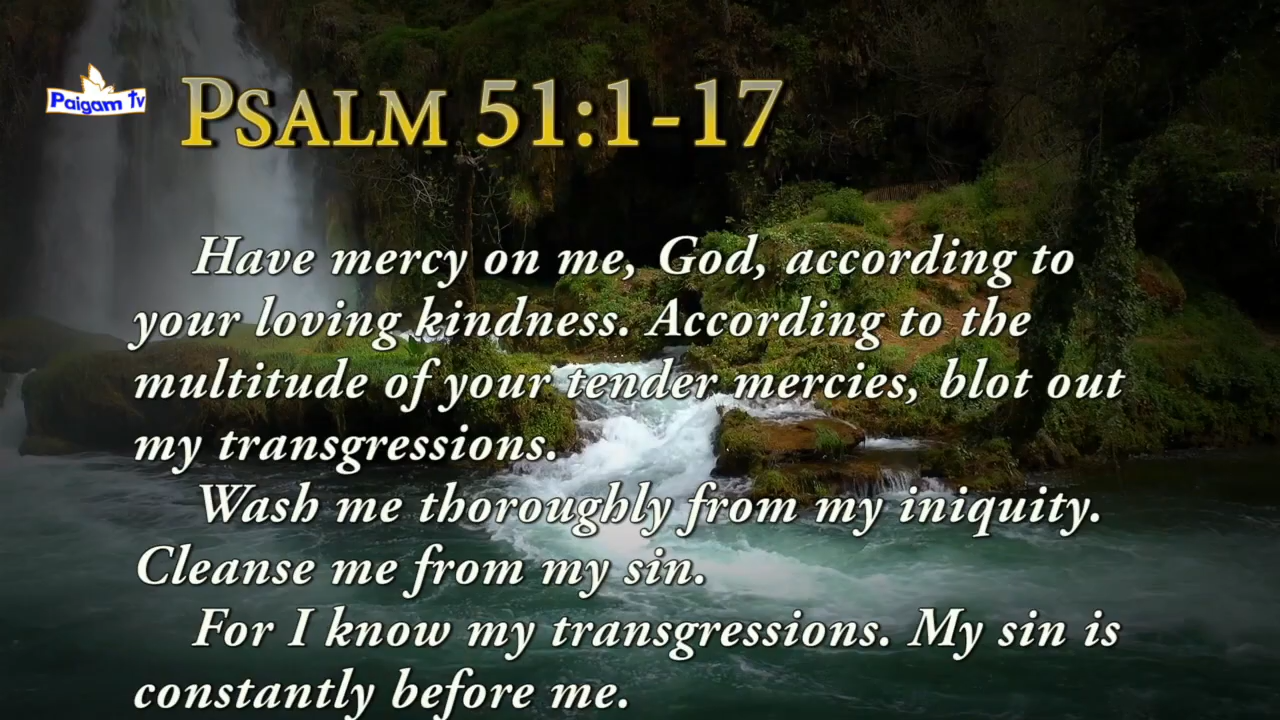 Paigam Tv
PSALM 51:1-17
Have mercy on me, God, according to
your loving kindness. According to the
multitude of your tender mercies, blot out
my transgressions.
Wash me thoroughly from my iniquity.
Cleanse me from my sin.
For I know my transgressions. My sin is
constantly before me.